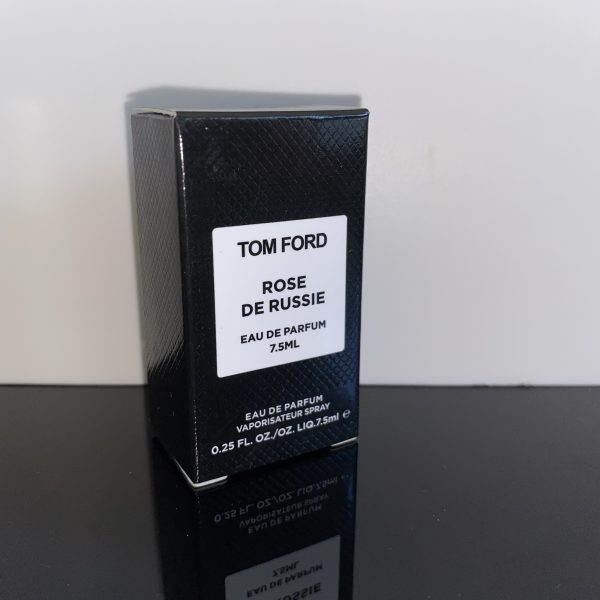 TOM FORD
ROSE
DE RUSSIE
EAU DE PARFUM
7.5ML
EAU DE PARFUM
VAPORISATEUR SPRAY
0.25 FL. OZ./OZ. LIQ.7.5ml e